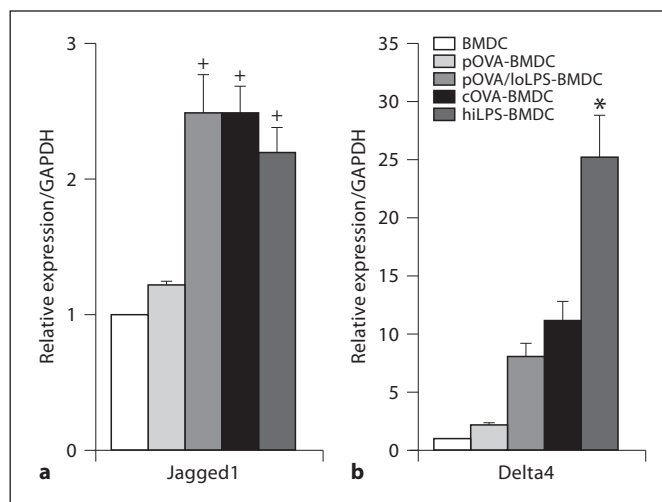 Relative expression/GAPDH
3
2
1
0
+
+
+
a
Jagged1
Relative expression/GAPDH
35
30
25
20
15
10
5
0
BMDC
pOVA-BMDC
pOVA/loLPS-BMDC
cOVA-BMDC
hiLPS-BMDC
*
b
Delta4